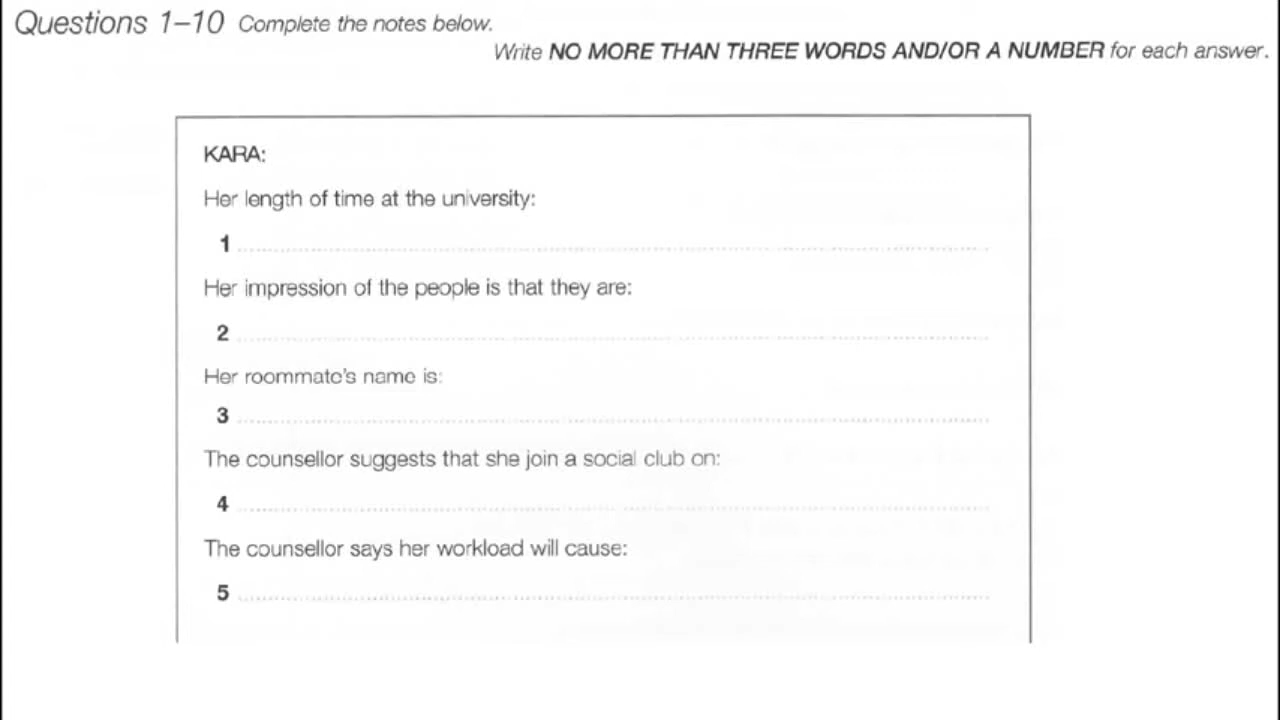 Questions 1–10 Complete the notes below.
Write NO MORE THAN THREE WORDS AND/OR A NUMBER for each answer.
KARA:
Her length of time at the university:
1
Her impression of the people is that they are:
2
Her roommate's name is:
3
The counsellor suggests that she join a social club on:
4
The counsellor says her workload will cause:
5